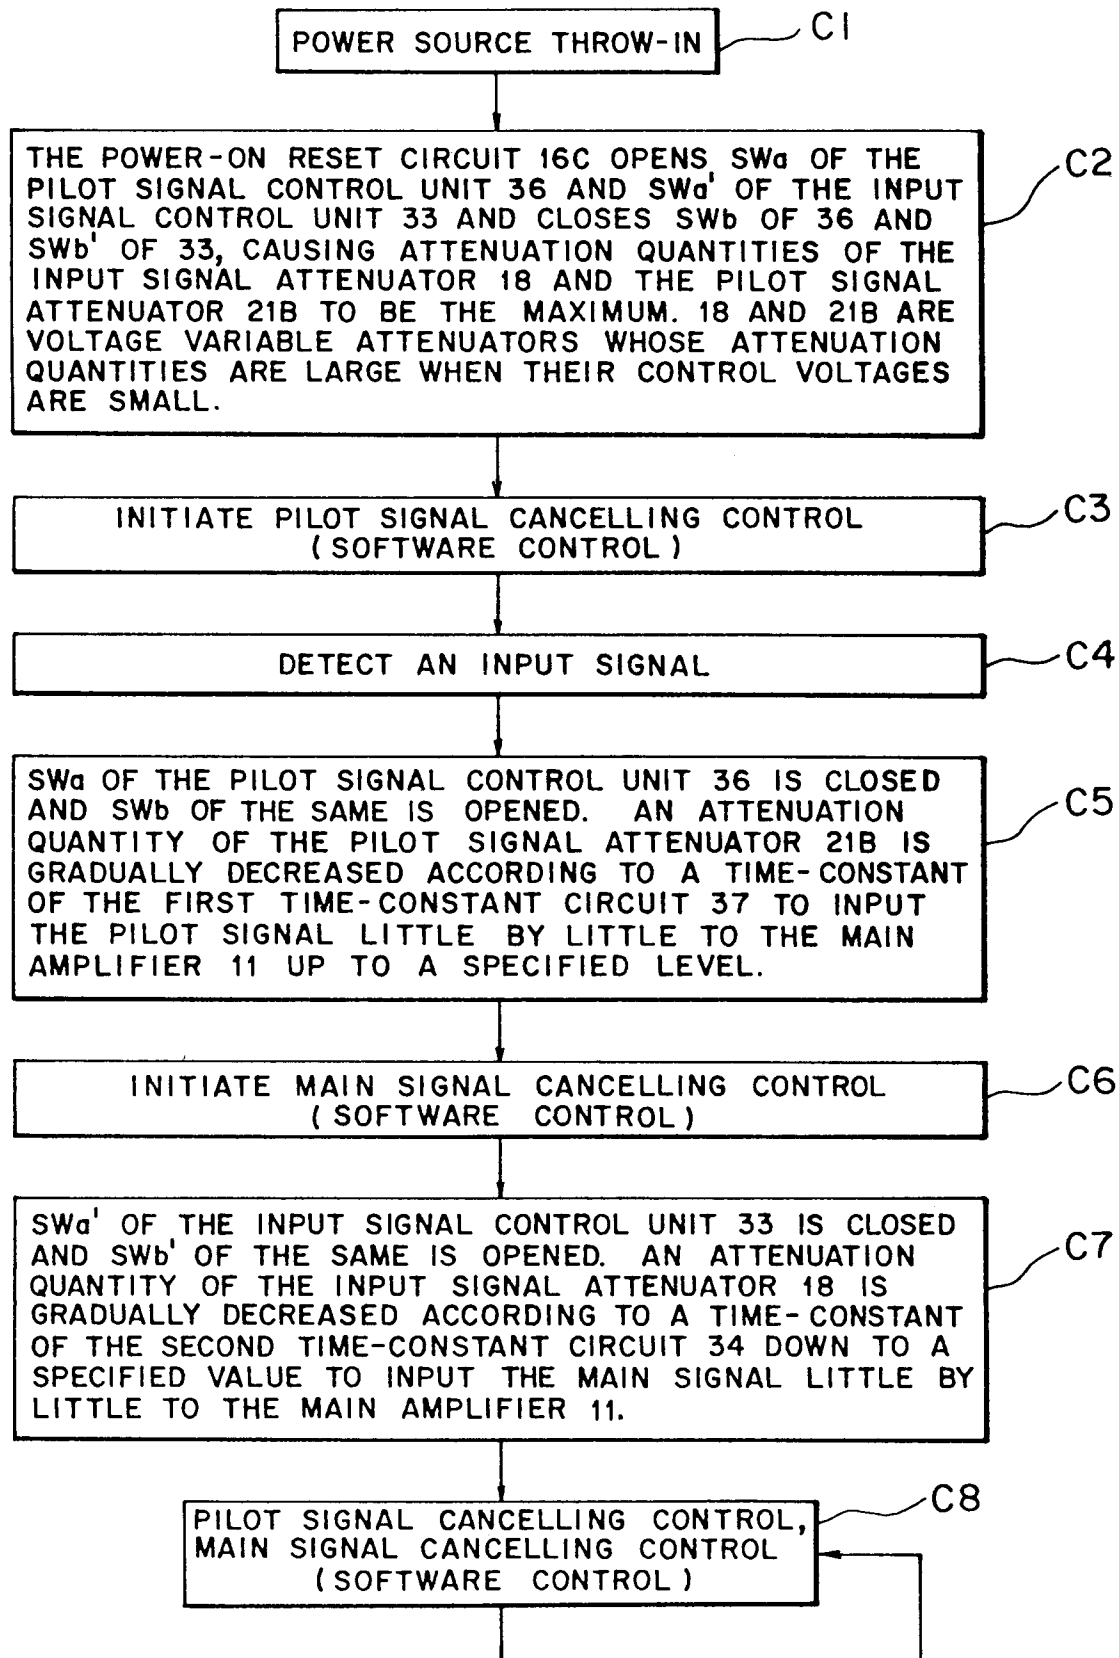 POWER SOURCE THROW-IN
C1
THE POWER-ON RESET CIRCUIT 16C OPENS SWa OF THE
PILOT SIGNAL CONTROL UNIT 36 AND SWa' OF THE INPUT
SIGNAL CONTROL UNIT 33 AND CLOSES SWb OF 36 AND
SWb' OF 33, CAUSING ATTENUATION QUANTITIES OF THE
INPUT SIGNAL ATTENUATOR 18 AND THE PILOT SIGNAL
ATTENUATOR 21B TO BE THE MAXIMUM. 18 AND 21B ARE
VOLTAGE VARIABLE ATTENUATORS WHOSE ATTENUATION
QUANTITIES ARE LARGE WHEN THEIR CONTROL VOLTAGES
ARE SMALL.
C2
INITIATE PILOT SIGNAL CANCELLING CONTROL
(SOFTWARE CONTROL)
C3
DETECT AN INPUT SIGNAL
C4
SWa OF THE PILOT SIGNAL CONTROL UNIT 36 IS CLOSED
AND SWb OF THE SAME IS OPENED. AN ATTENUATION
QUANTITY OF THE PILOT SIGNAL ATTENUATOR 21B IS
GRADUALLY DECREASED ACCORDING TO A TIME-CONSTANT
OF THE FIRST TIME-CONSTANT CIRCUIT 37 TO INPUT
THE PILOT SIGNAL LITTLE BY LITTLE TO THE MAIN
AMPLIFIER 11 UP TO A SPECIFIED LEVEL.
C5
INITIATE MAIN SIGNAL CANCELLING CONTROL
(SOFTWARE CONTROL)
C6
SWa' OF THE INPUT SIGNAL CONTROL UNIT 33 IS CLOSED
AND SWb' OF THE SAME IS OPENED. AN ATTENUATION
QUANTITY OF THE INPUT SIGNAL ATTENUATOR 18 IS
GRADUALLY DECREASED ACCORDING TO A TIME-CONSTANT
OF THE SECOND TIME-CONSTANT CIRCUIT 34 DOWN TO A
SPECIFIED VALUE TO INPUT THE MAIN SIGNAL LITTLE BY
LITTLE TO THE MAIN AMPLIFIER 11.
C7
PILOT SIGNAL CANCELLING CONTROL,
MAIN SIGNAL CANCELLING CONTROL
(SOFTWARE CONTROL)
C8